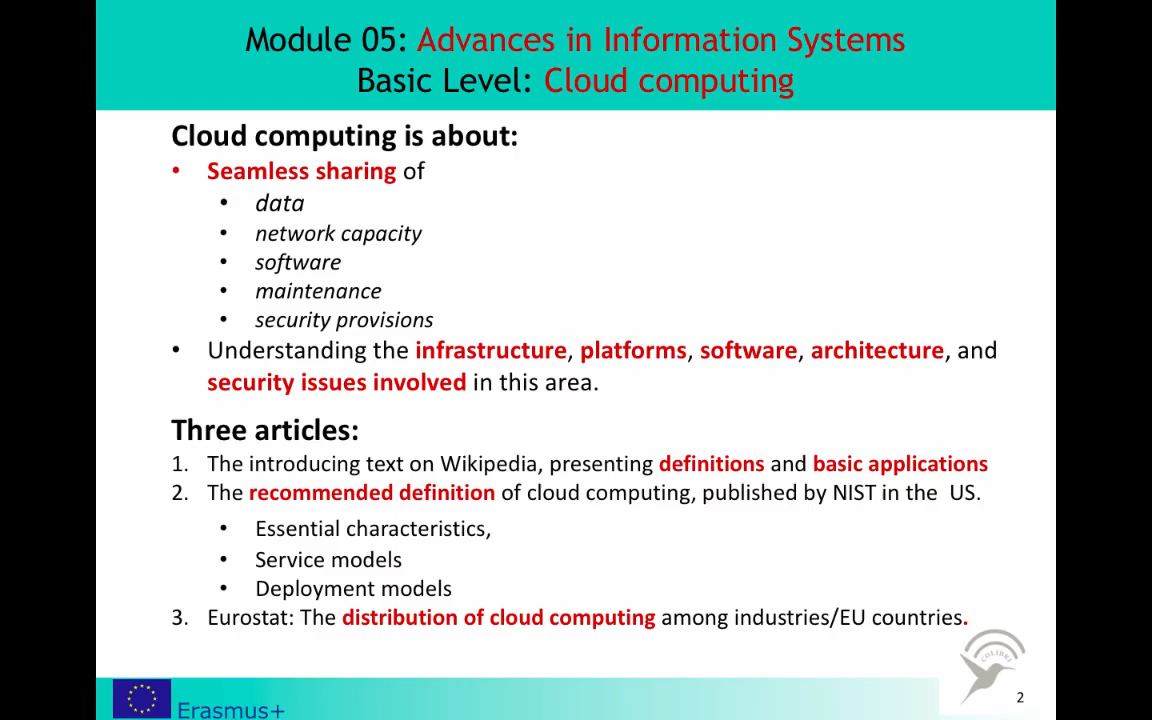 Module 05: Advances in Information Systems
Basic Level: Cloud computing
Cloud computing is about:
• Seamless sharing of
• data
• network capacity
• software
• maintenance
• security provisions
• Understanding the infrastructure, platforms, software, architecture, and
security issues involved in this area.
Three articles:
1. The introducing text on Wikipedia, presenting definitions and basic applications
2. The recommended definition of cloud computing, published by NIST in the US.
• Essential characteristics,
• Service models
• Deployment models
3. Eurostat: The distribution of cloud computing among industries/EU countries.
COLIBRI
2
Erasmus+